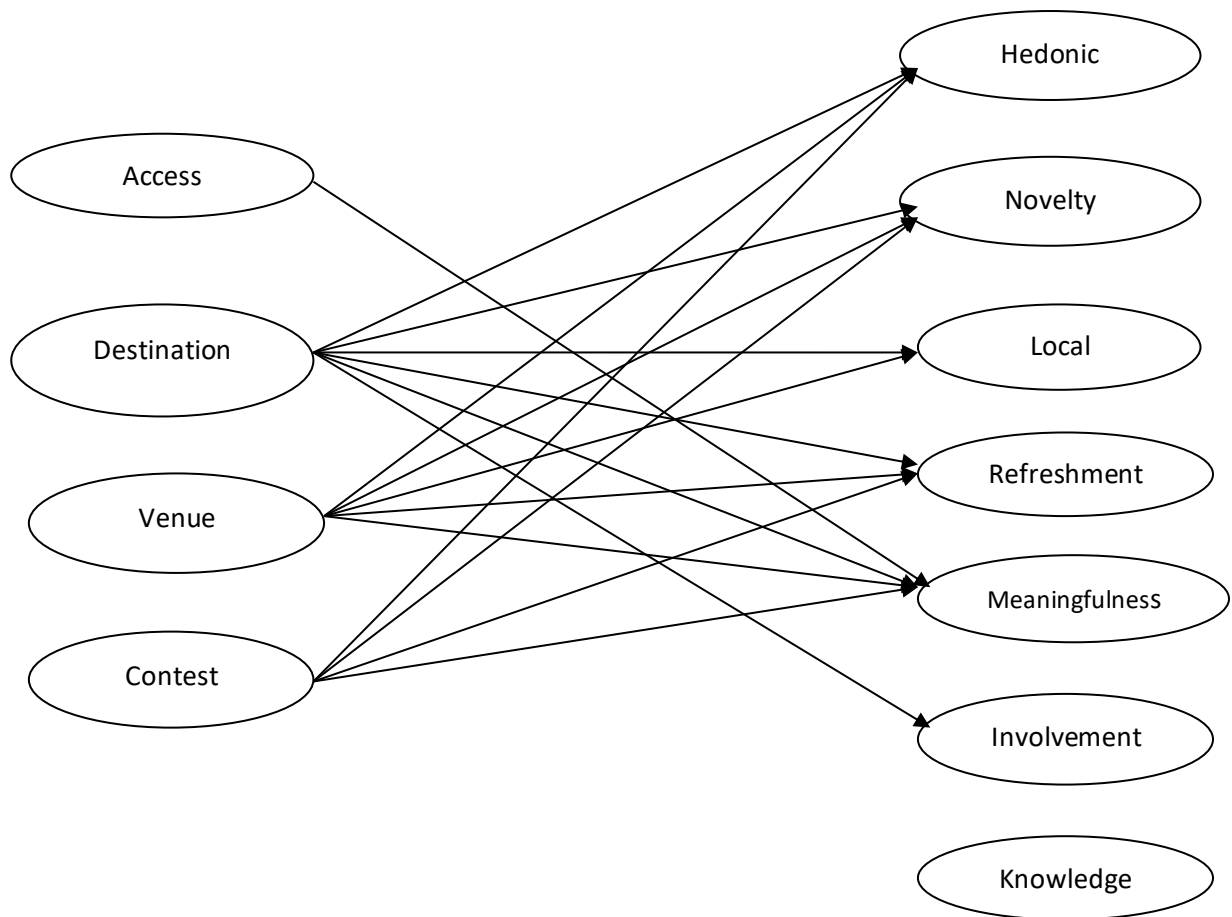 Access
Destination
Venue
Contest
Hedonic
Novelty
Local
Refreshment
Meaningfulness
Involvement
Knowledge